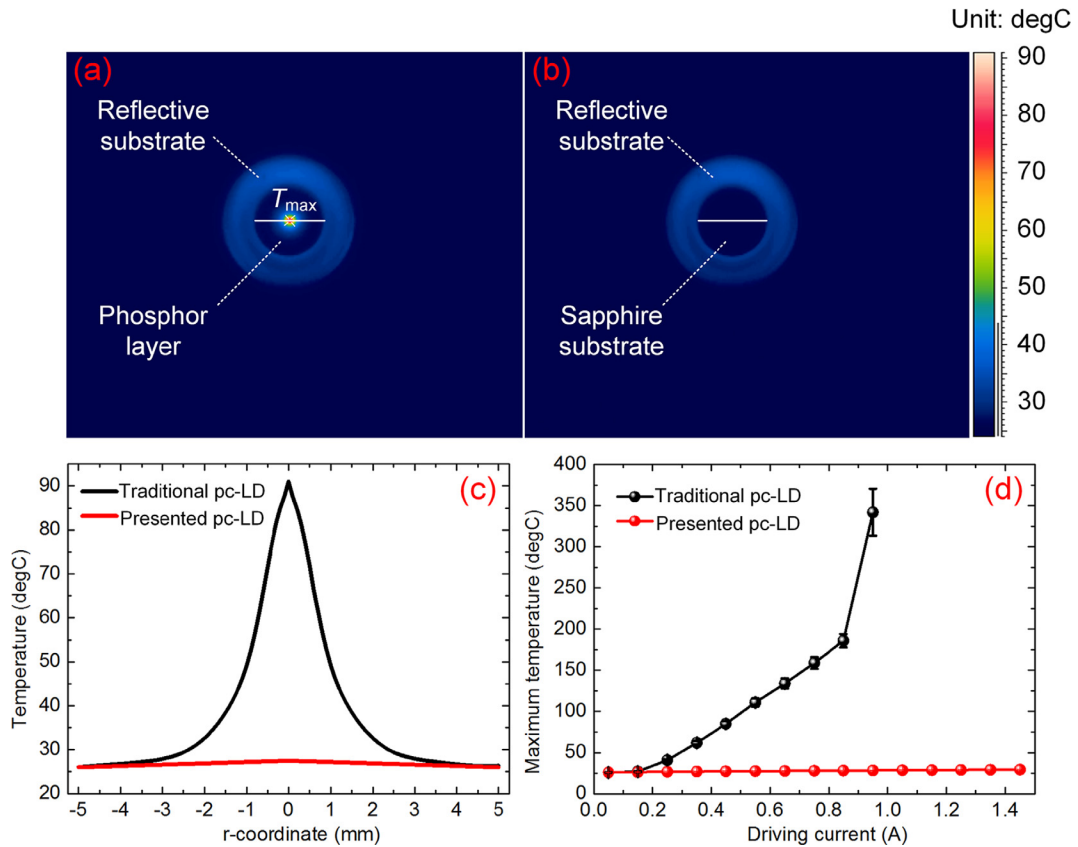 Unit: degC
(a)
Reflective
substrate
Tmax
Phosphor
layer
(b)
Reflective
substrate
Sapphire
substrate
90
80
70
60
50
40
30
(c)
Traditional pc-LD
Presented pc-LD
Temperature (degC)
90
80
70
60
50
40
30
20
-5 -4 -3 -2 -1 0 1 2 3 4 5
r-coordinate (mm)
(d)
Traditional pc-LD
Presented pc-LD
Maximum temperature (degC)
400
350
300
250
200
150
100
50
0
0.0 0.2 0.4 0.6 0.8 1.0 1.2 1.4
Driving current (A)